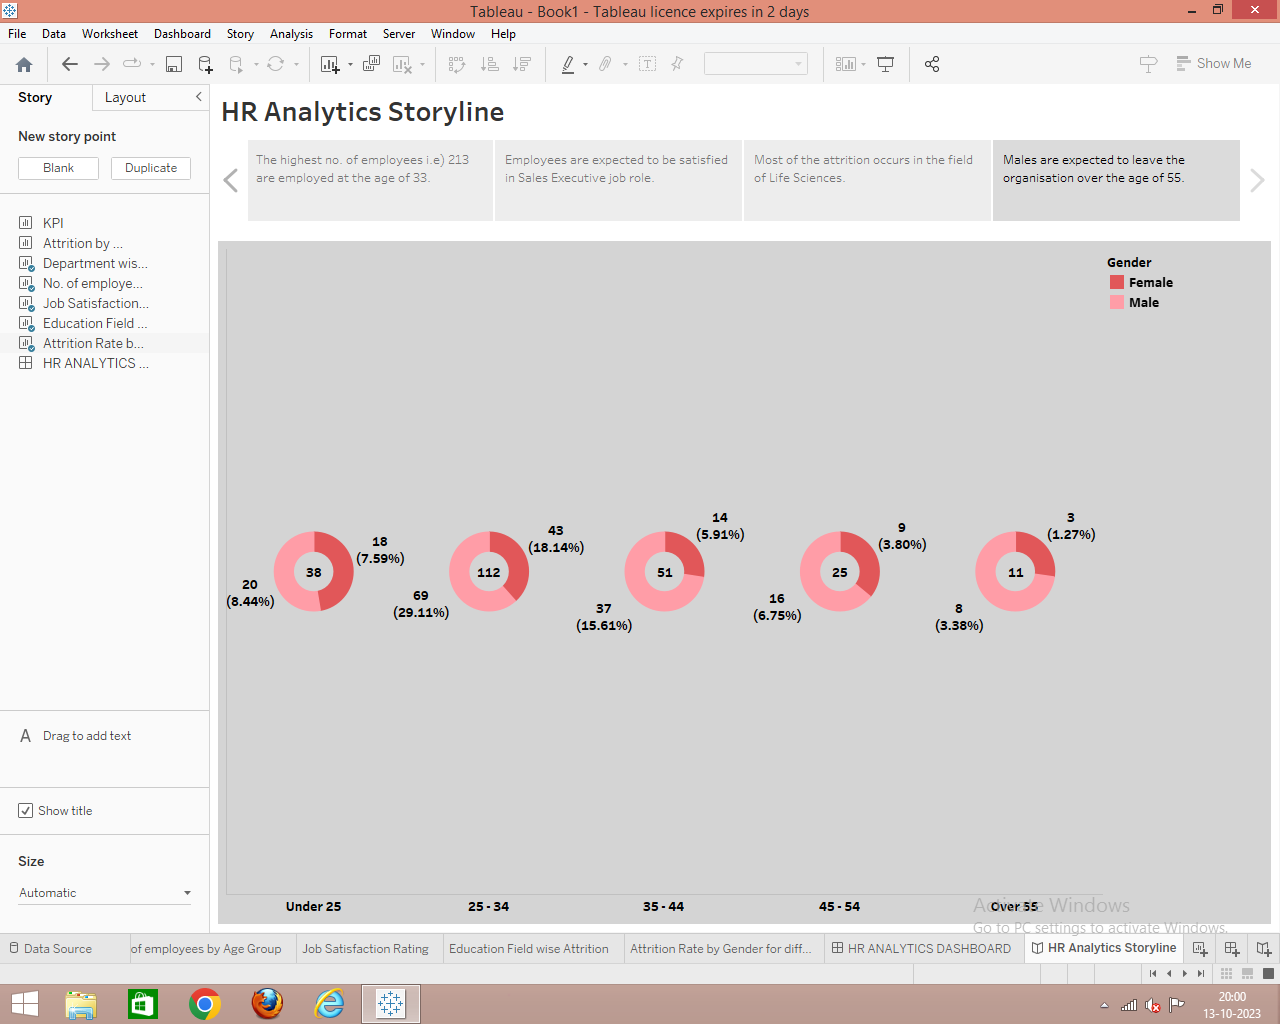 Tableau - Book1 - Tableau licence expires in 2 days
File Data Worksheet Dashboard Story Analysis Format Server Window Help
Show Me
Story Layout
New story point
Blank Duplicate
KPI
Attrition by ...
Department wis...
No. of employe...
Job Satisfaction...
Education Field ...
Attrition Rate b...
HR ANALYTICS ...
A Drag to add text
Show title
Size
Automatic
HR Analytics Storyline
The highest no. of employees i.e) 213
are employed at the age of 33.
Employees are expected to be satisfied
in Sales Executive job role.
Most of the attrition occurs in the field
of Life Sciences.
Males are expected to leave the
organisation over the age of 55.
Gender
Female
Male
18
(7.59%)
38
20
(8.44%)
43
(18.14%)
112
69
(29.11%)
14
(5.91%)
51
37
(15.61%)
9
(3.80%)
25
16
(6.75%)
3
(1.27%)
11
8
(3.38%)
Under 25 25 - 34 35 - 44 45 - 54 Over 55
Activate Windows
Go to PC settings to activate Windows.
Data Source of employees by Age Group Job Satisfaction Rating Education Field wise Attrition Attrition Rate by Gender for diff... HR ANALYTICS DASHBOARD HR Analytics Storyline
20:00
13-10-2023